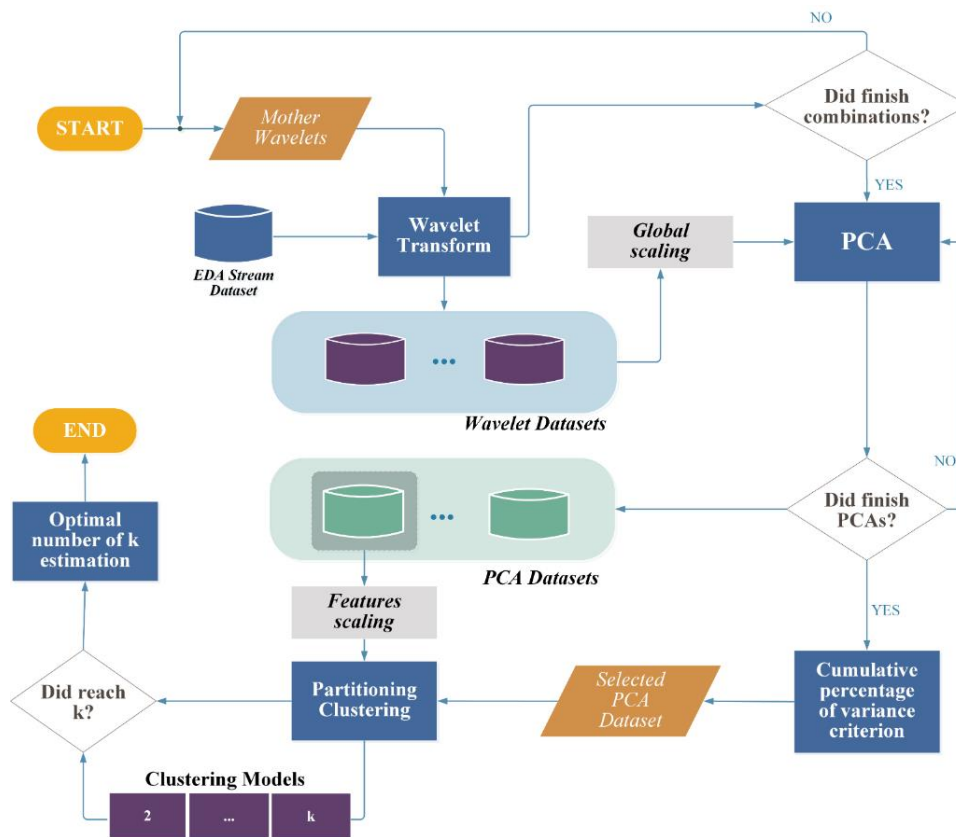 NO
START
Mother
Wavelets
Did finish
combinations?
YES
EDA Stream
Dataset
Wavelet
Transform
Global
scaling
PCA
...
Wavelet Datasets
END
Optimal
number of k
estimation
...
PCA Datasets
Did finish
PCAs?
NO
YES
Features
scaling
Did reach
k?
Partitioning
Clustering
Selected
PCA
Dataset
Cumulative
percentage
of variance
criterion
Clustering Models
2 ... k